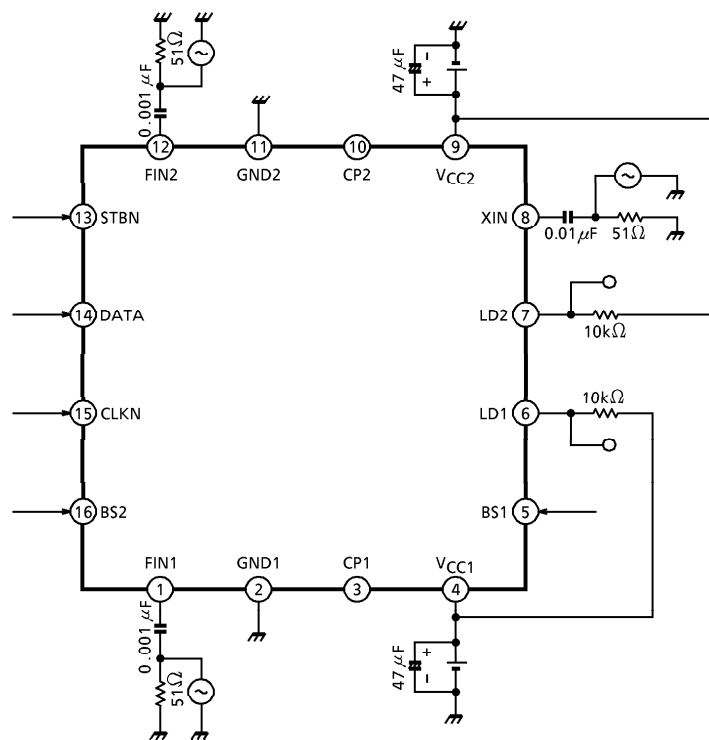 0.001 μF
51Ω
47 μF
−
+
12
11
10
9
FIN2
GND2
CP2
VCC2
13
STBN
XIN
8
0.01 μF
51Ω
14
DATA
LD2
7
10kΩ
15
CLKN
LD1
6
10kΩ
16
BS2
BS1
5
FIN1
GND1
CP1
VCC1
1
2
3
4
0.001 μF
51Ω
47 μF
+
−